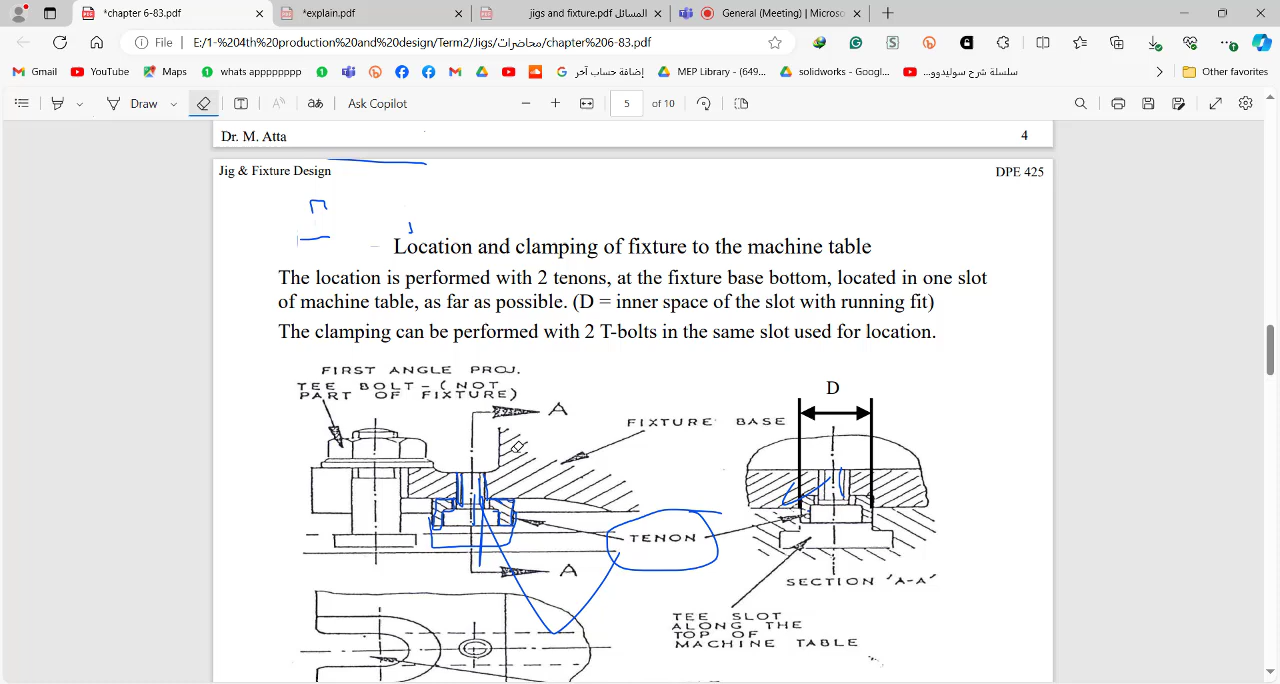 *chapter 6-83.pdf
*explain.pdf
jigs and fixture.pdf المسائل
General (Meeting) | Microso
File
E:/1-%204th%20production%20and%20design/Term2/Jigs/محاضرات/chapter%206-83.pdf
Gmail
YouTube
Maps
whats apppppppp
إضافة حساب آخر
MEP Library - (649...
solidworks - Googl...
سلسلة شرح سوليدوو...
Other favorites
Draw
Ask Copilot
5 of 10
Dr. M. Atta
4
Jig & Fixture Design
DPE 425
Location and clamping of fixture to the machine table
The location is performed with 2 tenons, at the fixture base bottom, located in one slot
of machine table, as far as possible. (D = inner space of the slot with running fit)
The clamping can be performed with 2 T-bolts in the same slot used for location.
FIRST ANGLE PROJ.
TEE BOLT-(NOT
PART OF FIXTURE)
A
FIXTURE BASE
D
TENON
A
SECTION 'A-A'
TEE SLOT
ALONG THE
TOP OF
MACHINE TABLE